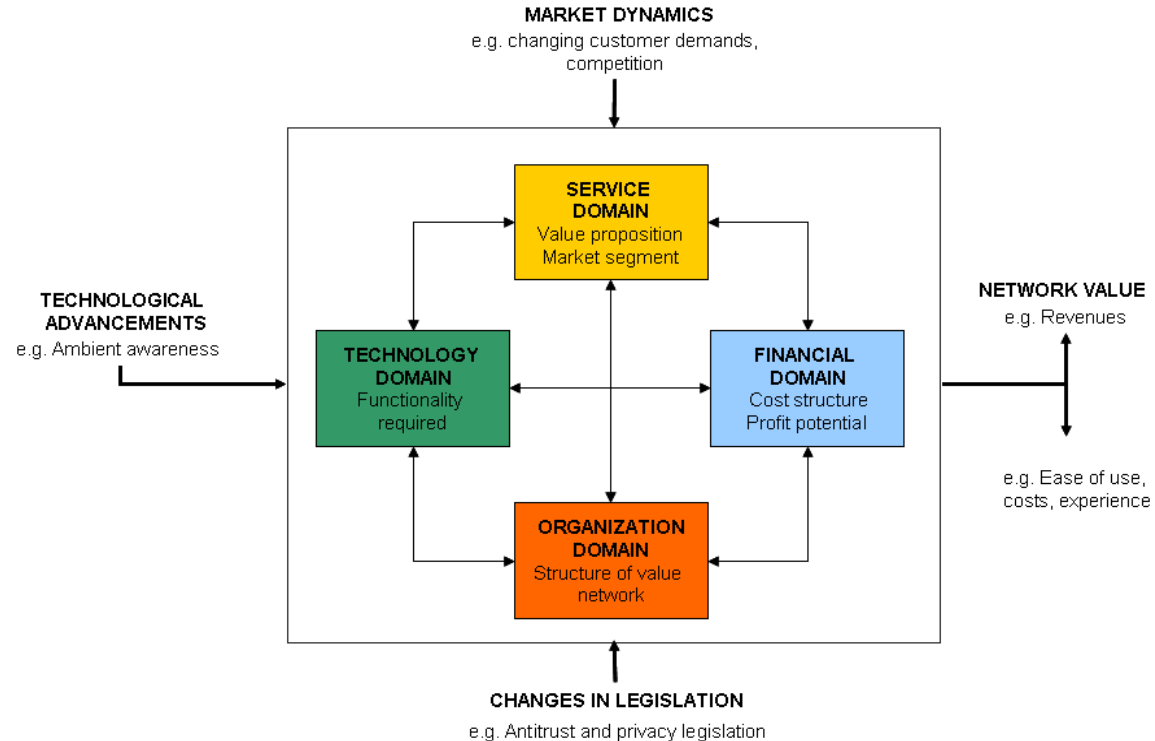 MARKET DYNAMICS
e.g. changing customer demands,
competition
SERVICE
DOMAIN
Value proposition
Market segment
TECHNOLOGICAL
ADVANCEMENTS
e.g. Ambient awareness
TECHNOLOGY
DOMAIN
Functionality
required
FINANCIAL
DOMAIN
Cost structure
Profit potential
NETWORK VALUE
e.g. Revenues
e.g. Ease of use,
costs, experience
ORGANIZATION
DOMAIN
Structure of value
network
CHANGES IN LEGISLATION
e.g. Antitrust and privacy legislation